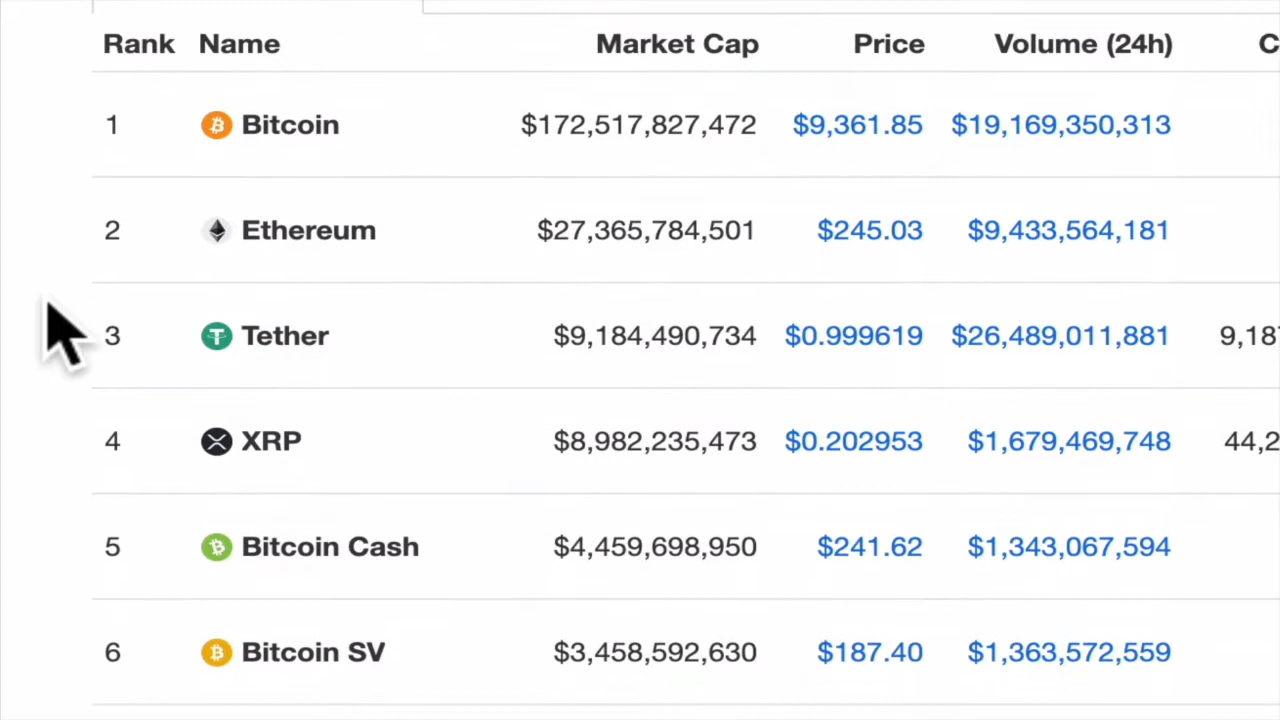 Rank Name Market Cap Price Volume (24h) C
1 Bitcoin $172,517,827,472 $9,361.85 $19,169,350,313
2 Ethereum $27,365,784,501 $245.03 $9,433,564,181
3 Tether $9,184,490,734 $0.999619 $26,489,011,881 9,187
4 XRP $8,982,235,473 $0.202953 $1,679,469,748 44,2
5 Bitcoin Cash $4,459,698,950 $241.62 $1,343,067,594
6 Bitcoin SV $3,458,592,630 $187.40 $1,363,572,559